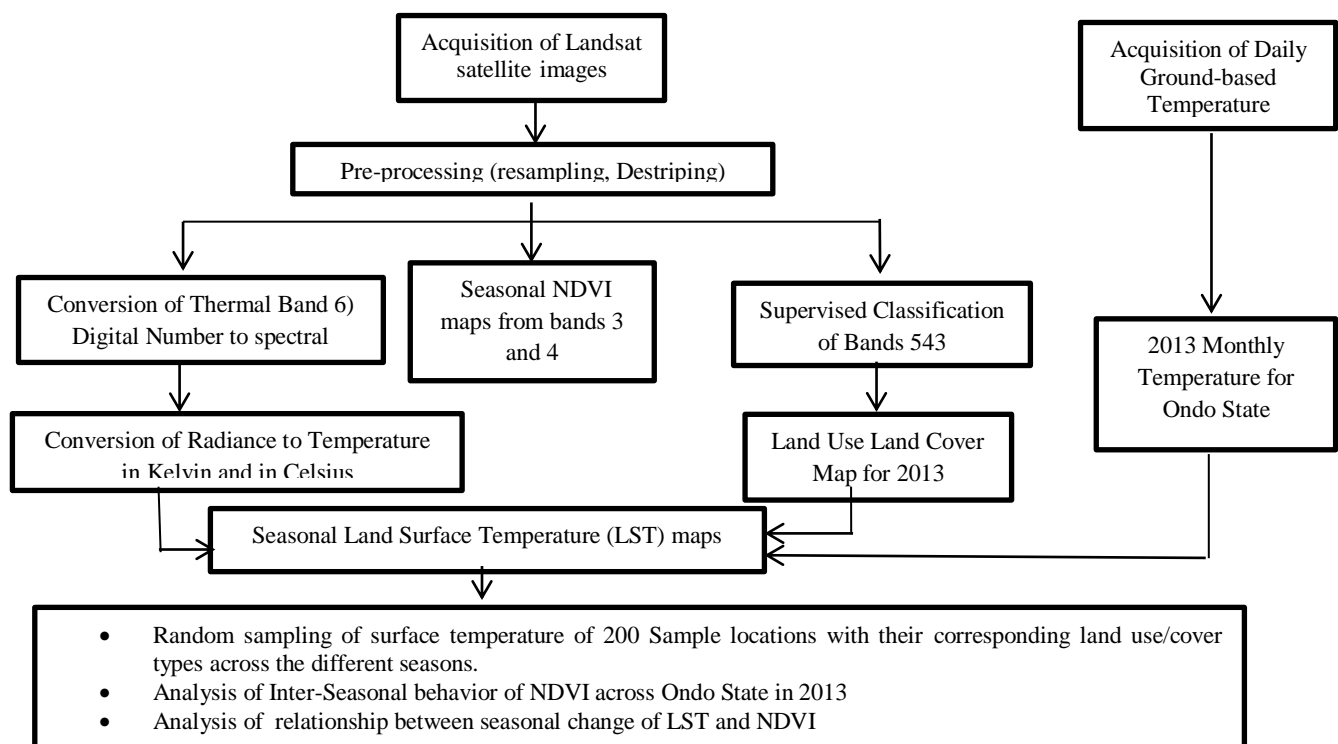 Acquisition of Landsat
satellite images
Acquisition of Daily
Ground-based
Temperature
Pre-processing (resampling, Destriping)
Conversion of Thermal Band 6)
Digital Number to spectral
Seasonal NDVI
maps from bands 3
and 4
Supervised Classification
of Bands 543
2013 Monthly
Temperature for
Ondo State
Conversion of Radiance to Temperature
in Kelvin and in Celsius
Land Use Land Cover
Map for 2013
Seasonal Land Surface Temperature (LST) maps
• Random sampling of surface temperature of 200 Sample locations with their corresponding land use/cover
types across the different seasons.
• Analysis of Inter-Seasonal behavior of NDVI across Ondo State in 2013
• Analysis of relationship between seasonal change of LST and NDVI